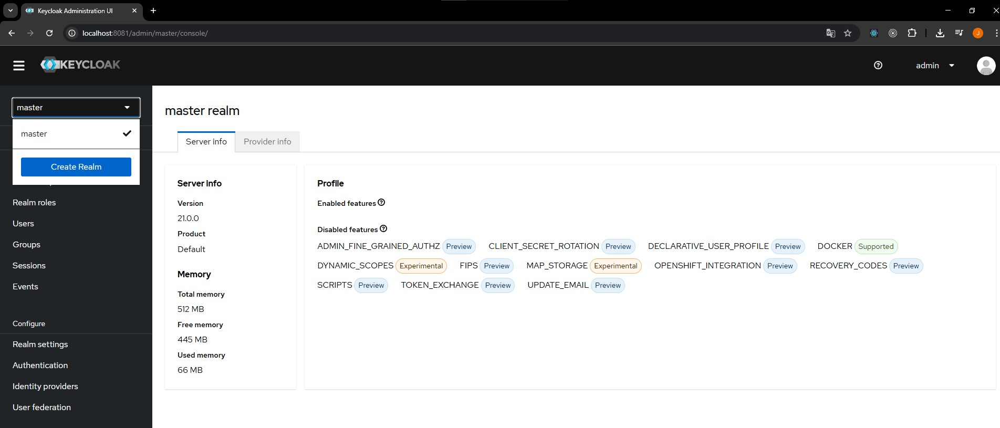 Keycloak Administration UI
localhost:8081/admin/master/console/
J
KEYCLOAK
admin
master
master
Create Realm
Realm roles
Users
Groups
Sessions
Events
Configure
Realm settings
Authentication
Identity providers
User federation
master realm
Server info
Provider info
Server info
Version
21.0.0
Product
Default
Memory
Total memory
512 MB
Free memory
445 MB
Used memory
66 MB
Profile
Enabled features
Disabled features
ADMIN_FINE_GRAINED_AUTHZ Preview CLIENT_SECRET_ROTATION Preview DECLARATIVE_USER_PROFILE Preview DOCKER Supported
DYNAMIC_SCOPES Experimental FIPS Preview MAP_STORAGE Experimental OPENSHIFT_INTEGRATION Preview RECOVERY_CODES Preview
SCRIPTS Preview TOKEN_EXCHANGE Preview UPDATE_EMAIL Preview